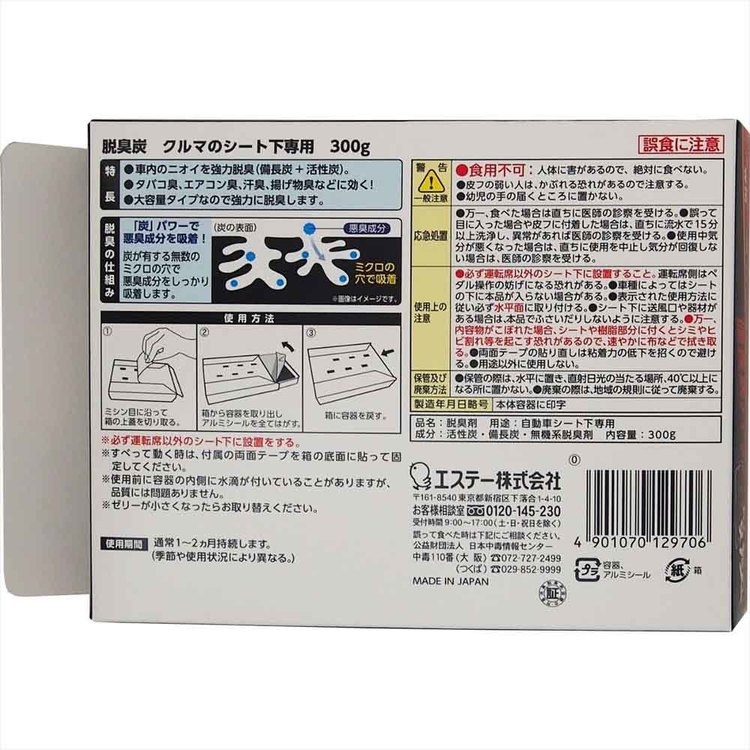 脱臭炭 クルマのシート下専用 300g
特長
●車内のニオイを強力脱臭(備長炭+活性炭)。
●タバコ臭、エアコン臭、汗臭、揚げ物臭などに効く!
●大容量タイプなので強力に脱臭します。
脱臭の仕組み
「炭」パワーで
悪臭成分を吸着!
炭が有する無数の
ミクロの穴で
悪臭成分をしっかり
吸着します。
(炭の表面)
悪臭成分
ミクロの
穴で吸着
※画像はイメージです。
使用方法
①
ミシン目に沿って
箱の上蓋を切り取る。
②
箱から容器を取り出し
アルミシールを全てはがす。
③
箱に容器を戻す。
※必ず運転席以外のシート下に設置をする。
※すべって動く時は、付属の両面テープを箱の底面に貼って固
定してください。
※使用前に容器の内側に水滴が付いていることがありますが、
品質には問題ありません。
※ゼリーが小さくなったらお取り替えください。
使用期間
通常1〜2ヵ月持続します。
(季節や使用状況により異なる。)
誤食に注意
警告
一般注意
●食用不可:人体に害があるので、絶対に食べない。
●皮フの弱い人は、かぶれる恐れがあるので注意する。
●幼児の手の届くところに置かない。
応急処置
●万一、食べた場合は直ちに医師の診察を受ける。●誤って
目に入った場合や皮フに付着した場合は、直ちに流水で15分
以上洗浄し、異常があれば医師の診察を受ける。●使用中気
分が悪くなった場合は、直ちに使用を中止し気分が回復しな
い場合は、医師の診察を受ける。
使用上の
注意
●必ず運転席以外のシート下に設置すること。運転席側はペ
ダル操作の妨げになる恐れがある。●車種によってはシート
の下に本品が入らない場合がある。●表示された使用方法に
従い必ず水平面に取り付ける。●シート下に送風口や器材が
ある場合は、本品でふさいだりしないように注意する。●万一、
内容物がこぼれた場合、シートや樹脂部分に付くとシミやヒ
ビ割れ等を起こす恐れがあるので、速やかに布などで拭き取
る。●両面テープの貼り直しは粘着力の低下を招くので避け
る。●用途以外に使用しない。
保管及び
廃棄方法
●保管の際は、水平に置き、直射日光の当たる場所、40℃以上にな
る所に置かない。●廃棄の際は、地域の規則に従って廃棄する。
製造年月日略号 本体容器に印字
品名:脱臭剤 用途:自動車シート下専用
成分:活性炭・備長炭・無機系脱臭剤 内容量:300g
エステー株式会社
〒161-8540 東京都新宿区下落合1-4-10
お客様相談室 0120-145-230
受付時間 9:00〜17:00(土・日・祝日を除く)
誤って食べた時は下記にご相談ください。
公益財団法人 日本中毒情報センター
中毒110番(大 阪)☎072-727-2499
(つくば)☎029-852-9999
MADE IN JAPAN
証
⓪
4 901070 129706
プラ
容器、
アルミシール
紙
箱